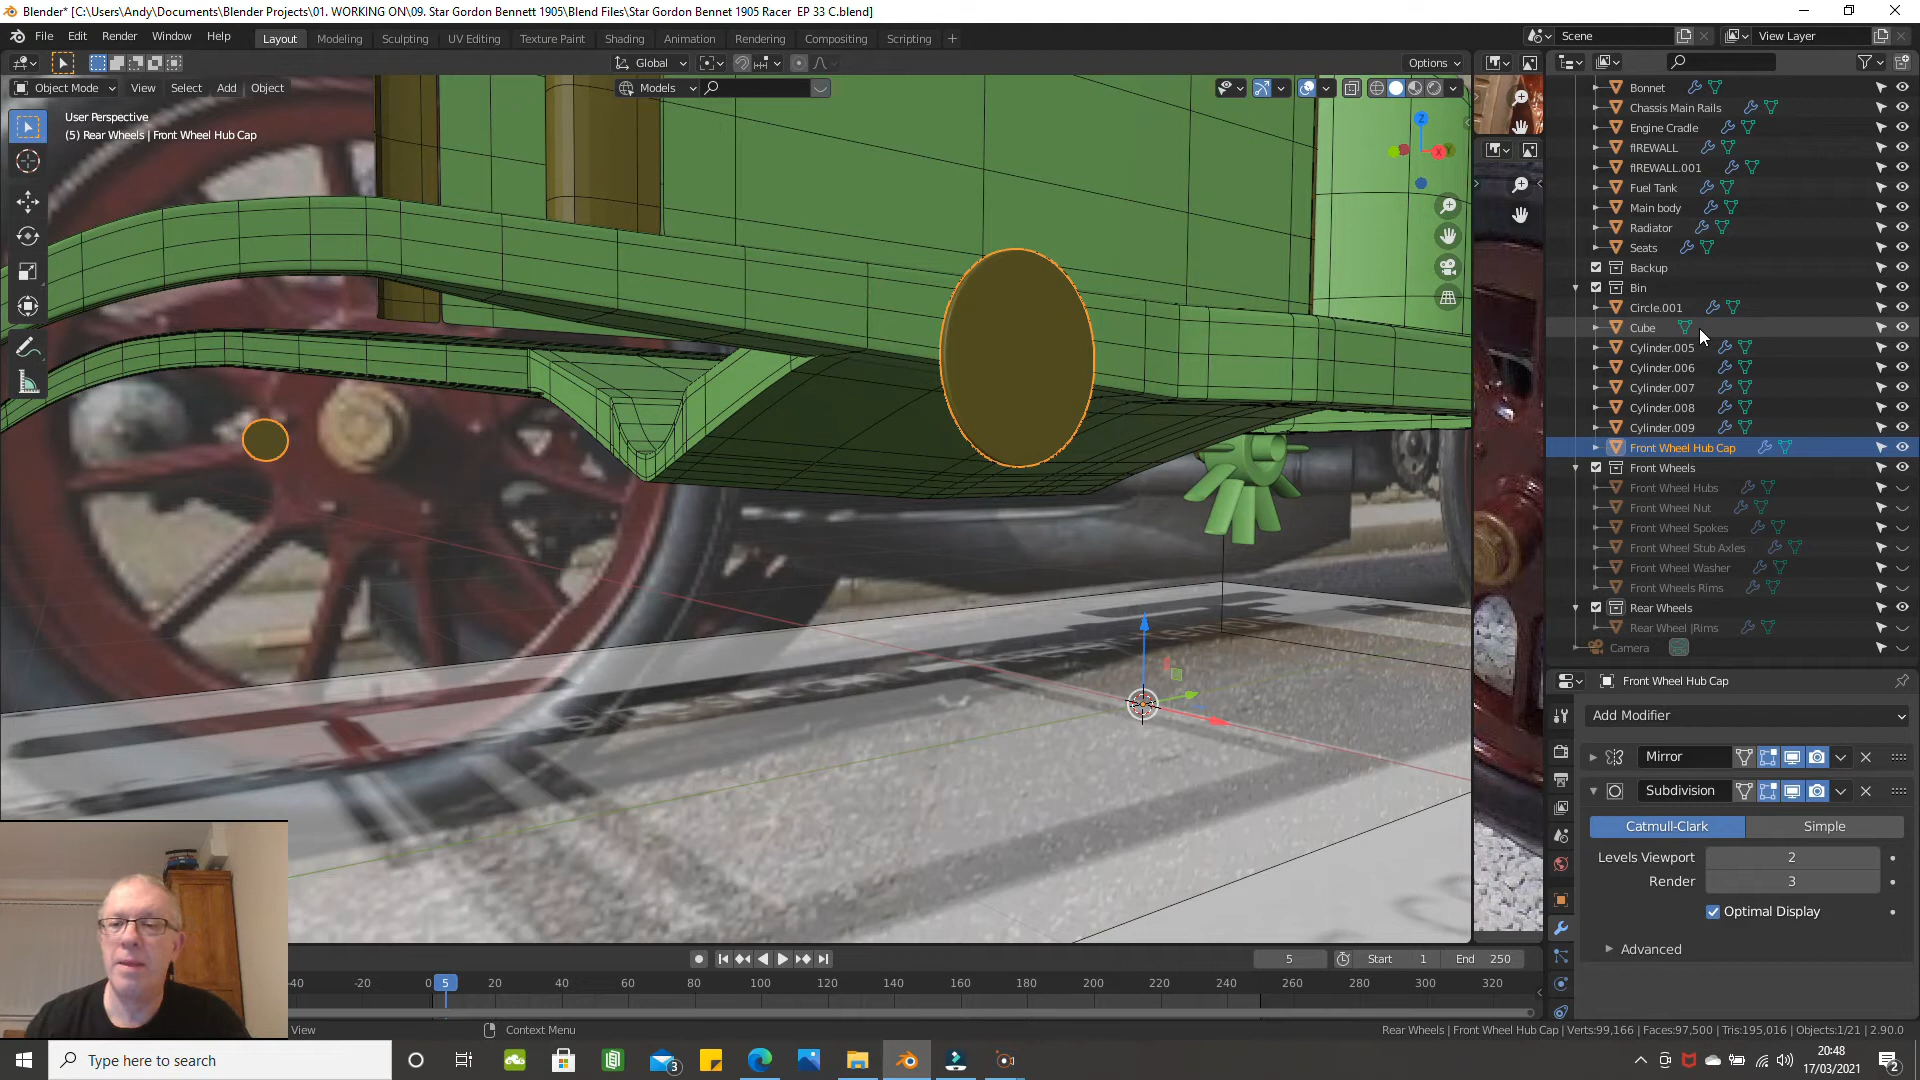 Blender* [C:\Users\Andy\Documents\Blender Projects\01. WORKING ON\09. Star Gordon Bennett 1905\Blend Files\Star Gordon Bennet 1905 Racer  EP 33 C.blend]
File Edit Render Window Help
Layout Modeling Sculpting UV Editing Texture Paint Shading Animation Rendering Compositing Scripting
Scene
View Layer
Global
Options
Object Mode View Select Add Object
Models
User Perspective
(5) Rear Wheels | Front Wheel Hub Cap
Z
X
Y
Bonnet
Chassis Main Rails
Engine Cradle
fIREWALL
fIREWALL.001
Fuel Tank
Main body
Radiator
Seats
Backup
Bin
Circle.001
Cube
Cylinder.005
Cylinder.006
Cylinder.007
Cylinder.008
Cylinder.009
Front Wheel Hub Cap
Front Wheels
Front Wheel Hubs
Front Wheel Nut
Front Wheel Spokes
Front Wheel Stub Axles
Front Wheel Washer
Front Wheels Rims
Rear Wheels
Rear Wheel |Rims
Camera
Front Wheel Hub Cap
Add Modifier
Mirror
Subdivision
Catmull-Clark Simple
Levels Viewport 2
Render 3
Optimal Display
Advanced
5 Start 1 End 250
-40 -20 0 5 20 40 60 80 100 120 140 160 180 200 220 240 260 280 300 320
View Context Menu
Rear Wheels | Front Wheel Hub Cap | Verts:99,166 | Faces:97,500 | Tris:195,016 | Objects:1/21 | 2.90.0
Type here to search
3
20:48
17/03/2021
2